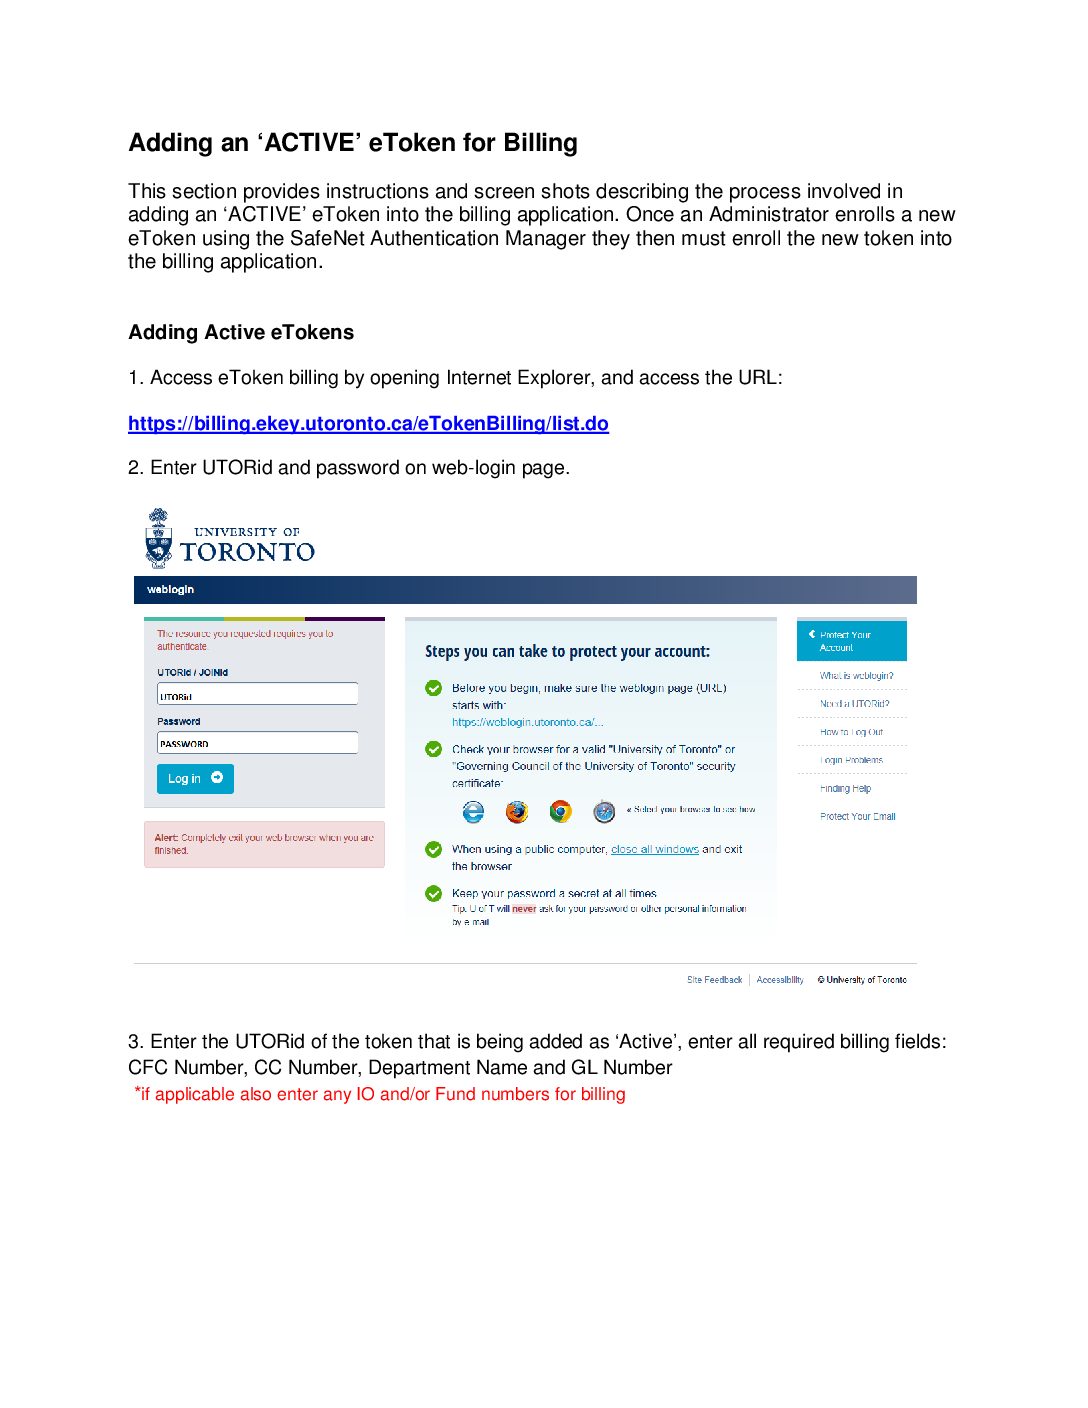 Adding an ‘ACTIVE’ eToken for Billing
This section provides instructions and screen shots describing the process involved in
adding an ‘ACTIVE’ eToken into the billing application. Once an Administrator enrolls a new
eToken using the SafeNet Authentication Manager they then must enroll the new token into
the billing application.
Adding Active eTokens
1. Access eToken billing by opening Internet Explorer, and access the URL:
https://billing.ekey.utoronto.ca/eTokenBilling/list.do
2. Enter UTORid and password on web-login page.
UNIVERSITY OF
TORONTO
weblogin
The resource you requested requires you to
authenticate.
UTORid / JOINid
UTORid
Password
PASSWORD
Log in
Alert: Completely exit your web browser when you are
finished.
Steps you can take to protect your account:
Before you begin, make sure the weblogin page (URL)
starts with:
https://weblogin.utoronto.ca/...
Check your browser for a valid "University of Toronto" or
"Governing Council of the University of Toronto" security
certificate:
« Select your browser to see how
When using a public computer, close all windows and exit
the browser
Keep your password a secret at all times
Tip: U of T will never ask for your password or other personal information
by e mail
Protect Your
Account
What is weblogin?
Need a UTORid?
How to Log Out
Login Problems
Finding Help
Protect Your Email
Site Feedback
Accessibility
© University of Toronto
3. Enter the UTORid of the token that is being added as ‘Active’, enter all required billing fields:
CFC Number, CC Number, Department Name and GL Number
*if applicable also enter any IO and/or Fund numbers for billing